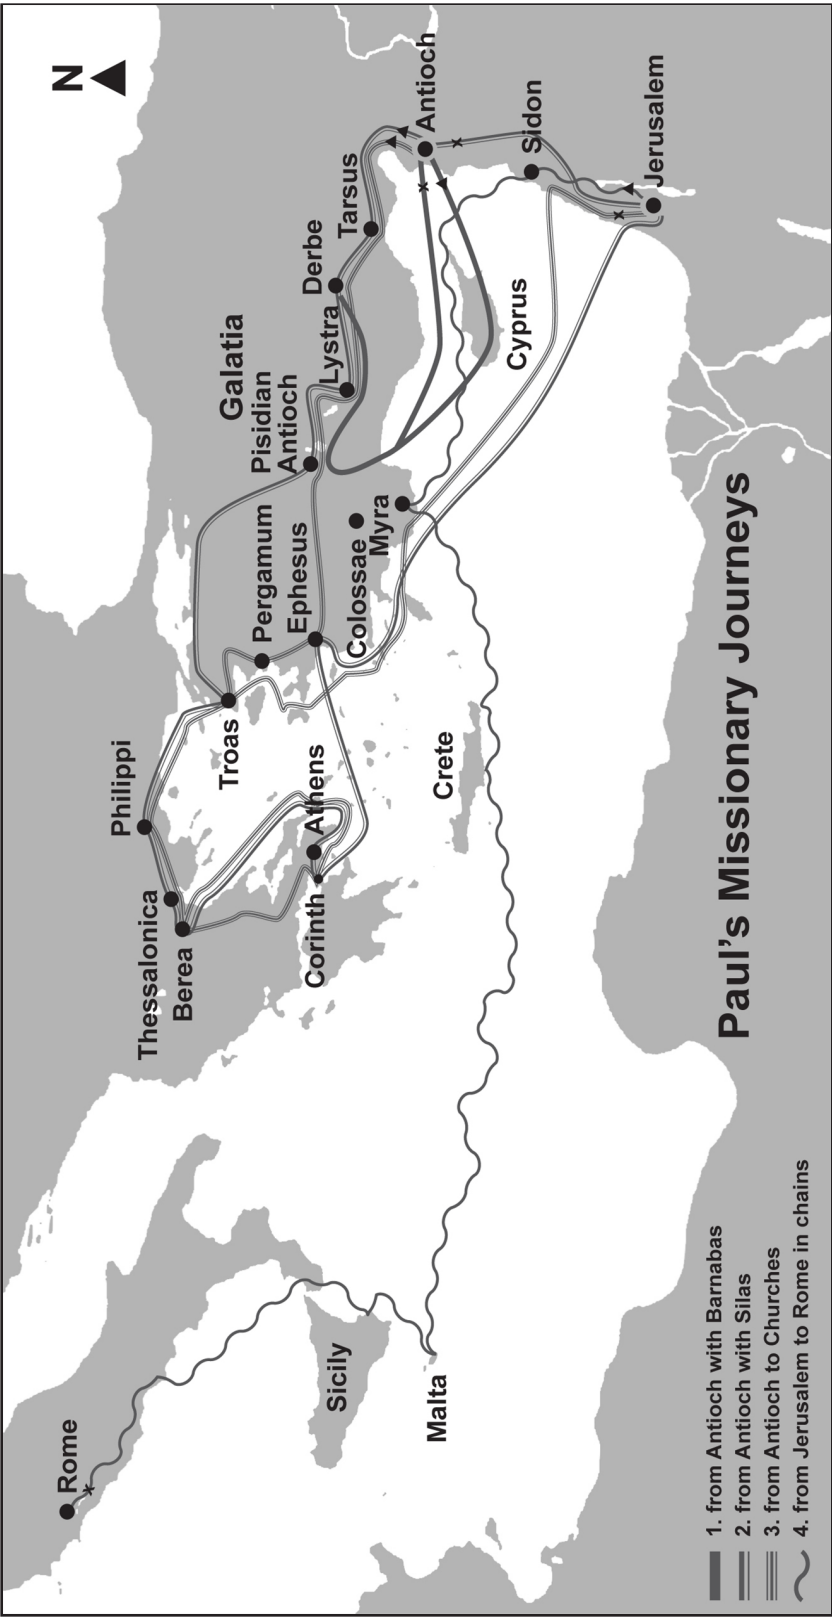 N
Rome
Sicily
Malta
Thessalonica
Berea
Philippi
Corinth
Athens
Troas
Crete
Pergamum
Ephesus
Colossae
Myra
Galatia
Pisidian
Antioch
Lystra
Derbe
Tarsus
Antioch
Cyprus
Sidon
Jerusalem
Paul's Missionary Journeys
1. from Antioch with Barnabas
2. from Antioch with Silas
3. from Antioch to Churches
4. from Jerusalem to Rome in chains